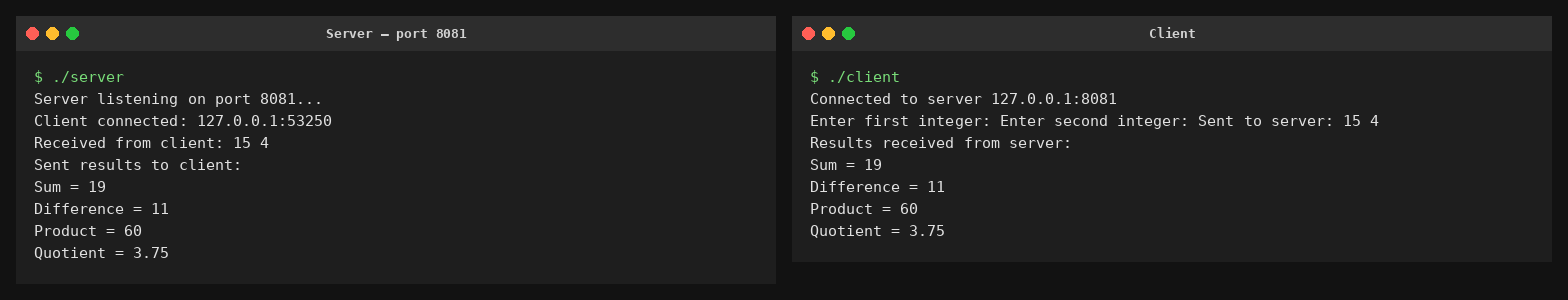 Server — port 8081
$ ./server
Server listening on port 8081...
Client connected: 127.0.0.1:53250
Received from client: 15 4
Sent results to client:
Sum = 19
Difference = 11
Product = 60
Quotient = 3.75
Client
$ ./client
Connected to server 127.0.0.1:8081
Enter first integer: Enter second integer: Sent to server: 15 4
Results received from server:
Sum = 19
Difference = 11
Product = 60
Quotient = 3.75